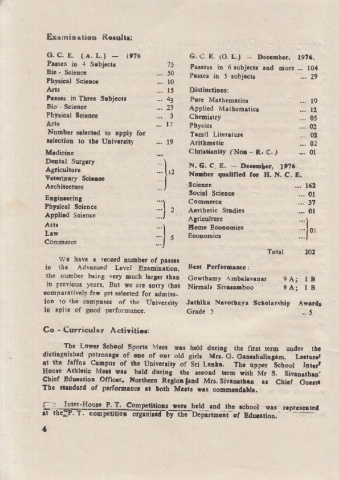 Examination Results:
G. C. E. (A. L.) — 1976
Passes in 4 Subjects 75
Bio - Science ... 50
Physical Science ... 10
Arts ... 15
Passes in Three Subjects ... 43
Bio - Science ... 23
Physical Science ... 3
Arts ... 17
Number selected to apply for
selection to the University ... 19
Medicine ...
Dental Surgery
Agriculture 12
Veterinary Science
Architecture
Engineering
Physical Science ... 2
Applied Science
Arts
Law ... 5
Commerce
We have a record number of passes
in the Advanced Level Examination,
the number being very much larger than
in previous years. But we are sorry that
comparatively few get selected for admiss-
ion to the campuses of the University
in spite of good performance.
G. C. E. (O. L.) — December, 1976.
Passess in 6 subjects and more ... 104
Passes in 5 subjects ... 29
Distinctions:
Pure Mathematics ... 10
Applied Mathematics ... 12
Chemistry ... 05
Physics ... 02
Tamil Literature ... 02
Arithmetic ... 02
Christianity (Non - R. C.) ... 01
N. G. C. E. — December, 1976
Number qualified for H. N. C. E.
Science ... 162
Social Science ... 01
Commerce ... 37
Aesthetic Studies ... 01
Agriculture ...
Home Economics ... 01
Economics ...
Total 202
Best Performance:
Gowthamy Ambalavanar 9 A; 1 B
Nirmala Sivasamboo 9 A; 1 B
Jathika Navothaya Scholarship Awards
Grade 5 ... 5
Co - Curricular Activities:
The Lower School Sports Meet was held during the first term under the
distinguished patronage of one of our old girls Mrs. G. Ganeshalingam. Lecturer
at the Jaffna Campus of the University of Sri Lanka. The upper School Inter
House Athletic Meet was held during the second term with Mr S. Sivanathan
Chief Education Officer, Northern Region and Mrs. Sivanathan as Chief Guests
The standard of performance at both Meets was commendable.
Inter-House P. T. Competitions were held and the school was represented
at the P. T. competition organised by the Department of Education.
4